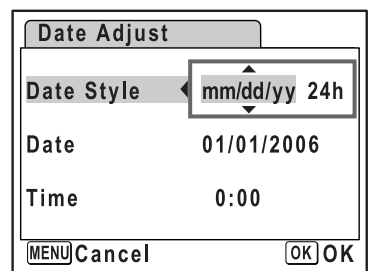 Date Adjust
Date Style mm/dd/yy 24h
Date 01/01/2006
Time 0:00
MENU Cancel OK OK